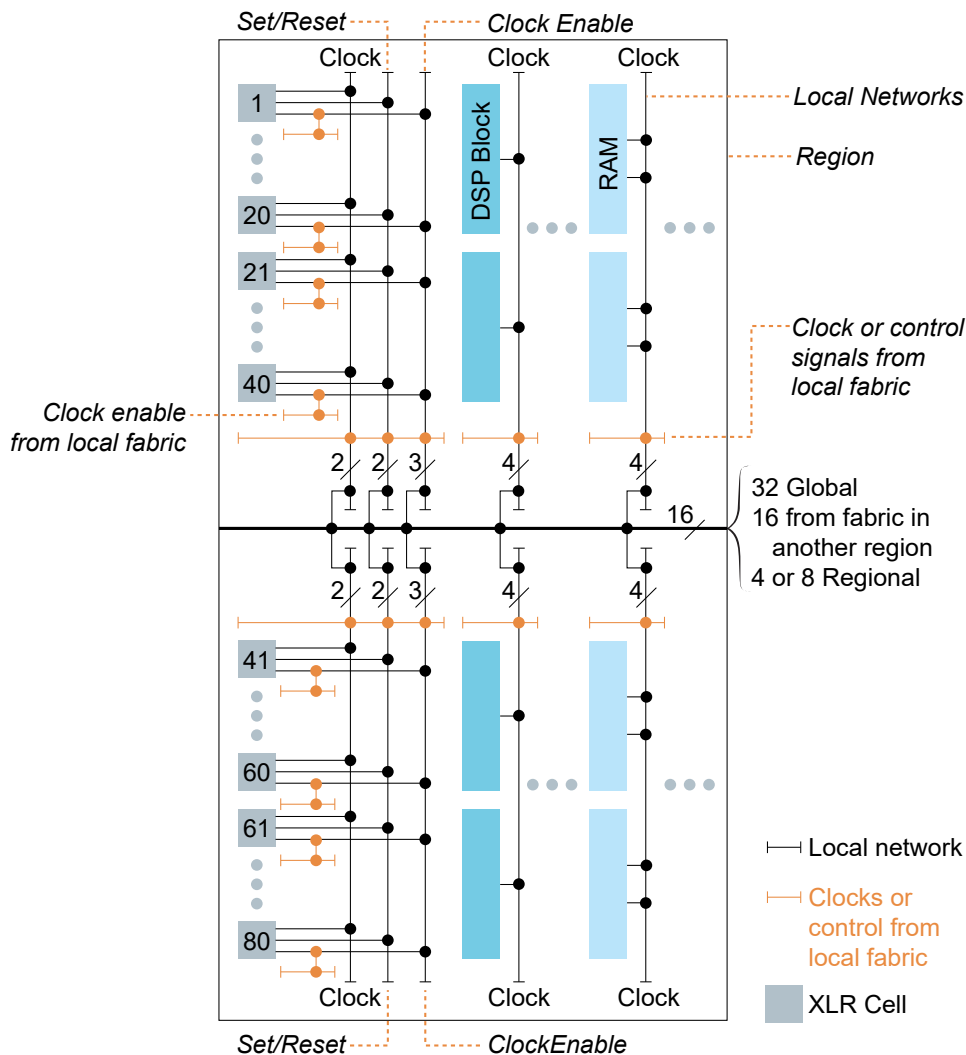 Set/Reset
Clock Enable
Clock
Clock
Clock
1
DSP Block
RAM
Local Networks
Region
20
21
40
Clock or control
signals from
local fabric
Clock enable
from local fabric
2
2
3
4
4
16
32 Global
16 from fabric in
another region
4 or 8 Regional
2
2
3
4
4
41
60
61
80
Local network
Clocks or
control from
local fabric
XLR Cell
Clock
Clock
Clock
Set/Reset
ClockEnable